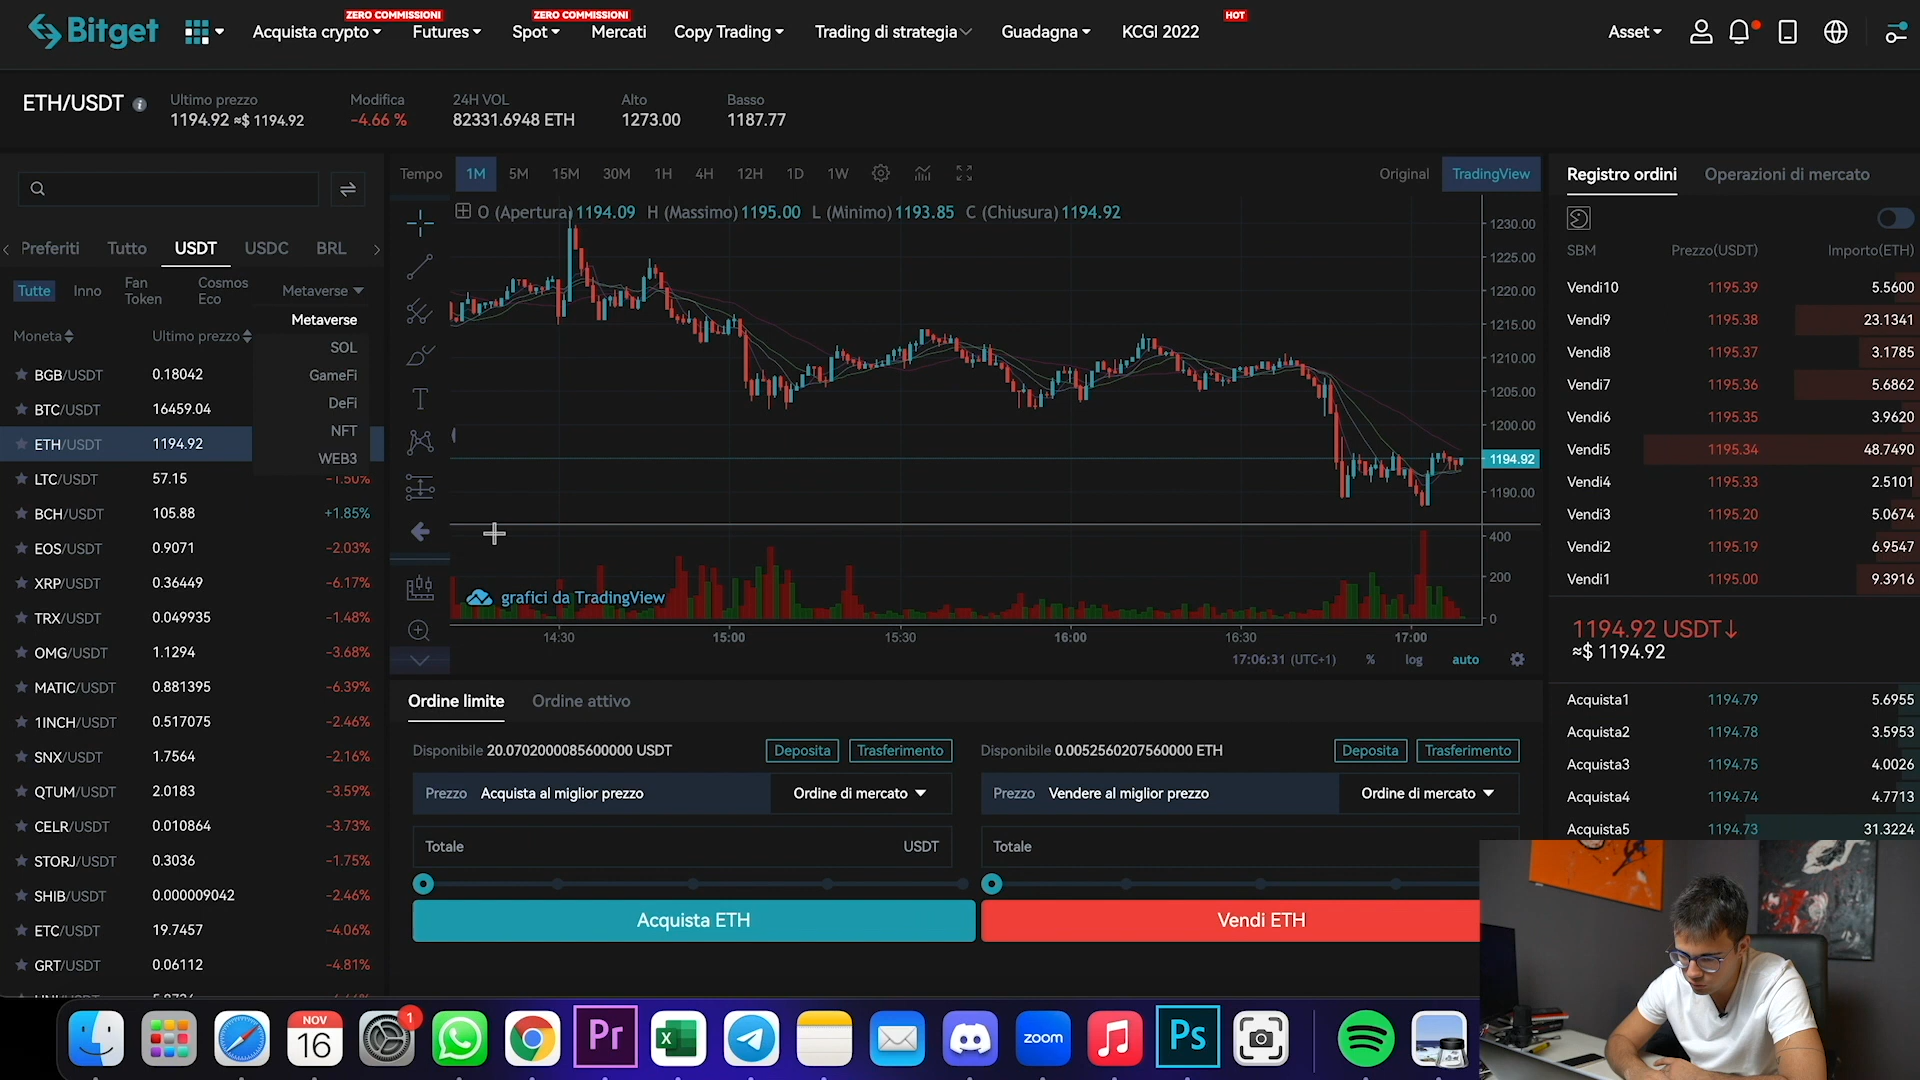 Bitget
Acquista crypto
ZERO COMMISSIONI
Futures
Spot
ZERO COMMISSIONI
Mercati
Copy Trading
Trading di strategia
Guadagna
KCGI 2022
HOT
Asset
ETH/USDT
Ultimo prezzo
1194.92 ≈$ 1194.92
Modifica
-4.66 %
24H VOL
82331.6948 ETH
Alto
1273.00
Basso
1187.77
Preferiti Tutto USDT USDC BRL
Tutte Inno Fan Token Cosmos Eco Metaverse
Metaverse
SOL
GameFi
DeFi
NFT
WEB3
Moneta Ultimo prezzo
BGB/USDT 0.18042
BTC/USDT 16459.04
ETH/USDT 1194.92
LTC/USDT 57.15 -1.50%
BCH/USDT 105.88 +1.85%
EOS/USDT 0.9071 -2.03%
XRP/USDT 0.36449 -6.17%
TRX/USDT 0.049935 -1.48%
OMG/USDT 1.1294 -3.68%
MATIC/USDT 0.881395 -6.39%
1INCH/USDT 0.517075 -2.46%
SNX/USDT 1.7564 -2.16%
QTUM/USDT 2.0183 -3.59%
CELR/USDT 0.010864 -3.73%
STORJ/USDT 0.3036 -1.75%
SHIB/USDT 0.000009042 -2.46%
ETC/USDT 19.7457 -4.06%
GRT/USDT 0.06112 -4.81%
Tempo 1M 5M 15M 30M 1H 4H 12H 1D 1W
Original TradingView
O (Apertura) 1194.09 H (Massimo) 1195.00 L (Minimo) 1193.85 C (Chiusura) 1194.92
1230.00
1225.00
1220.00
1215.00
1210.00
1205.00
1200.00
1194.92
1190.00
400
200
0
grafici da TradingView
14:30 15:00 15:30 16:00 16:30 17:00
17:06:31 (UTC+1) % log auto
Ordine limite Ordine attivo
Disponibile 20.0702000085600000 USDT Deposita Trasferimento
Prezzo Acquista al miglior prezzo Ordine di mercato
Totale USDT
Acquista ETH
Disponibile 0.0052560207560000 ETH Deposita Trasferimento
Prezzo Vendere al miglior prezzo Ordine di mercato
Totale
Vendi ETH
Registro ordini Operazioni di mercato
SBM Prezzo(USDT) Importo(ETH)
Vendi10 1195.39 5.5600
Vendi9 1195.38 23.1341
Vendi8 1195.37 3.1785
Vendi7 1195.36 5.6862
Vendi6 1195.35 3.9620
Vendi5 1195.34 48.7490
Vendi4 1195.33 2.5101
Vendi3 1195.20 5.0674
Vendi2 1195.19 6.9547
Vendi1 1195.00 9.3916
1194.92 USDT↓
≈$ 1194.92
Acquista1 1194.79 5.6955
Acquista2 1194.78 3.5953
Acquista3 1194.75 4.0026
Acquista4 1194.74 4.7713
Acquista5 1194.73 31.3224
NOV
16
1
Pr
X
zoom
Ps